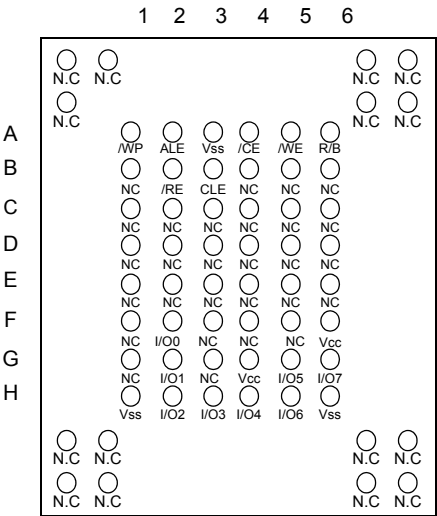 1 2 3 4 5 6
N.C N.C N.C N.C
N.C N.C N.C
A /WP ALE Vss /CE /WE R/B
B NC /RE CLE NC NC NC
C NC NC NC NC NC NC
D NC NC NC NC NC NC
E NC NC NC NC NC NC
F NC I/O0 NC NC NC Vcc
G NC I/O1 NC Vcc I/O5 I/O7
H Vss I/O2 I/O3 I/O4 I/O6 Vss
N.C N.C N.C N.C
N.C N.C N.C N.C